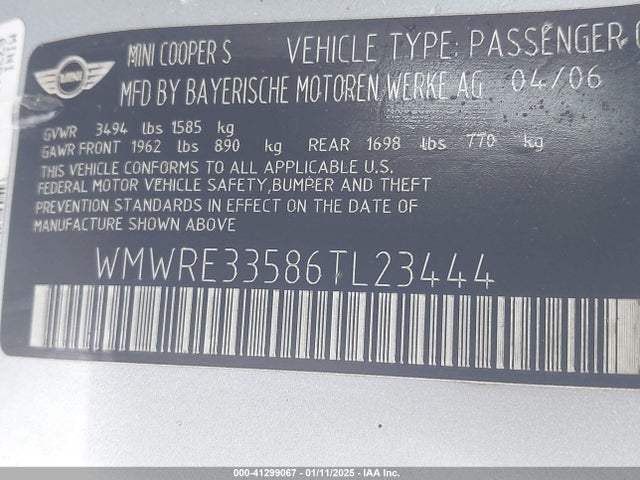 MINI
MINI COOPER S VEHICLE TYPE: PASSENGER
MFD BY BAYERISCHE MOTOREN WERKE AG 04/06
GVWR 3494 lbs 1585 kg
GAWR FRONT 1962 lbs 890 kg REAR 1698 lbs 770 kg
THIS VEHICLE CONFORMS TO ALL APPLICABLE U.S.
FEDERAL MOTOR VEHICLE SAFETY,BUMPER AND THEFT
PREVENTION STANDARDS IN EFFECT ON THE DATE OF
MANUFACTURE SHOWN ABOVE
WMWRE33586TL23444
000-41299067 - 01/11/2025 - IAA Inc.